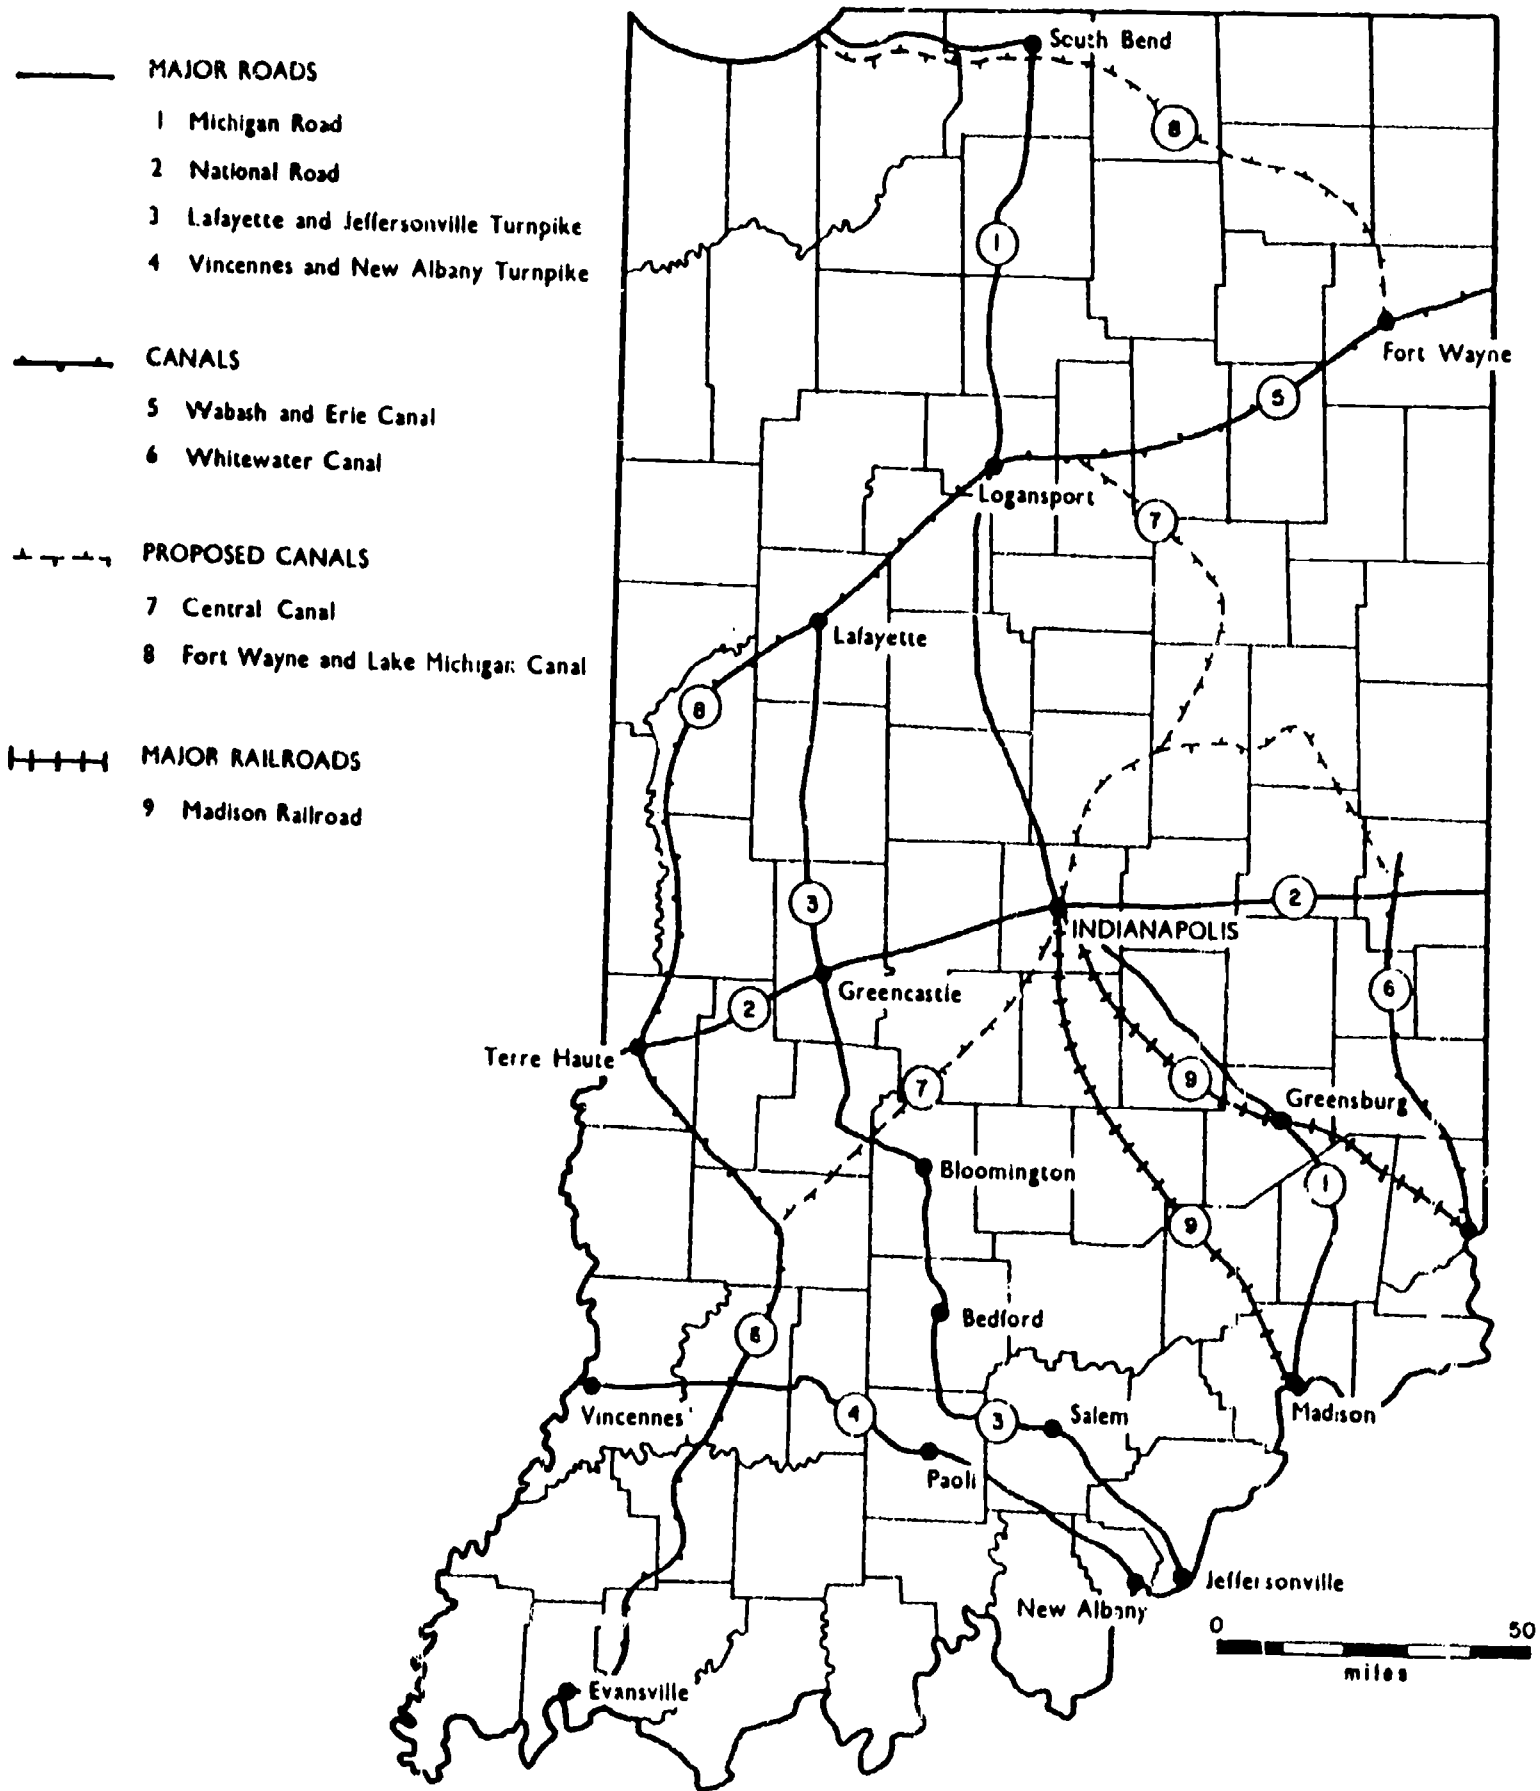 MAJOR ROADS
1 Michigan Road
2 National Road
3 Lafayette and Jeffersonville Turnpike
4 Vincennes and New Albany Turnpike
CANALS
5 Wabash and Erie Canal
6 Whitewater Canal
PROPOSED CANALS
7 Central Canal
8 Fort Wayne and Lake Michigan Canal
MAJOR RAILROADS
9 Madison Railroad
South Bend
8
1
Fort Wayne
5
Logansport
7
Lafayette
8
3
2
INDIANAPOLIS
6
Greencastle
2
Terre Haute
7
9
Greensburg
Bloomington
1
9
Bedford
8
Vincennes
4
3
Salem
Madison
Paoli
Jeffersonville
New Albany
0 50
miles
Evansville